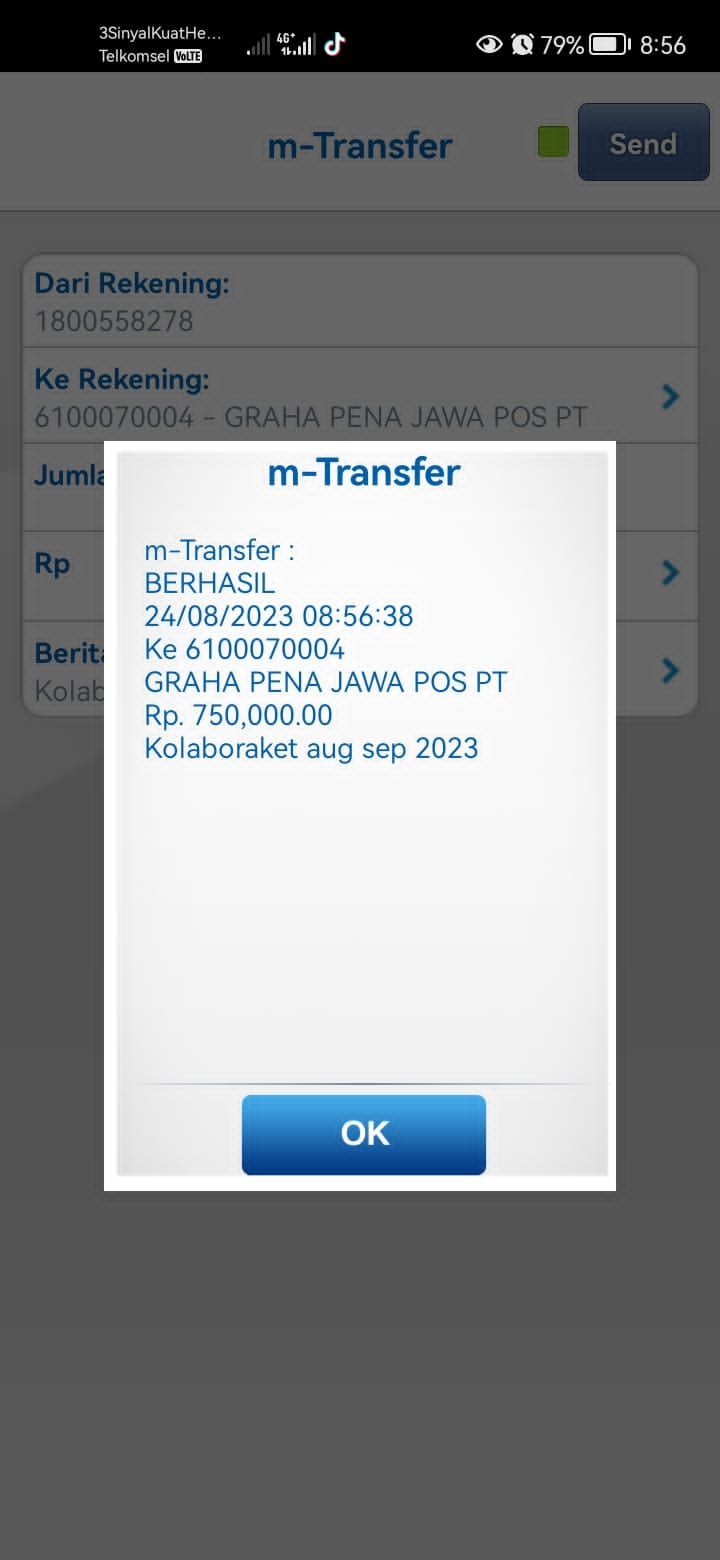 3SinyalKuatHe...
Telkomsel VoLTE
4G+
79%
8:56
m-Transfer
Send
Dari Rekening:
1800558278
Ke Rekening:
6100070004 - GRAHA PENA JAWA POS PT
Jumla
Rp
Berita
Kolab
m-Transfer
m-Transfer :
BERHASIL
24/08/2023 08:56:38
Ke 6100070004
GRAHA PENA JAWA POS PT
Rp. 750,000.00
Kolaboraket aug sep 2023
OK